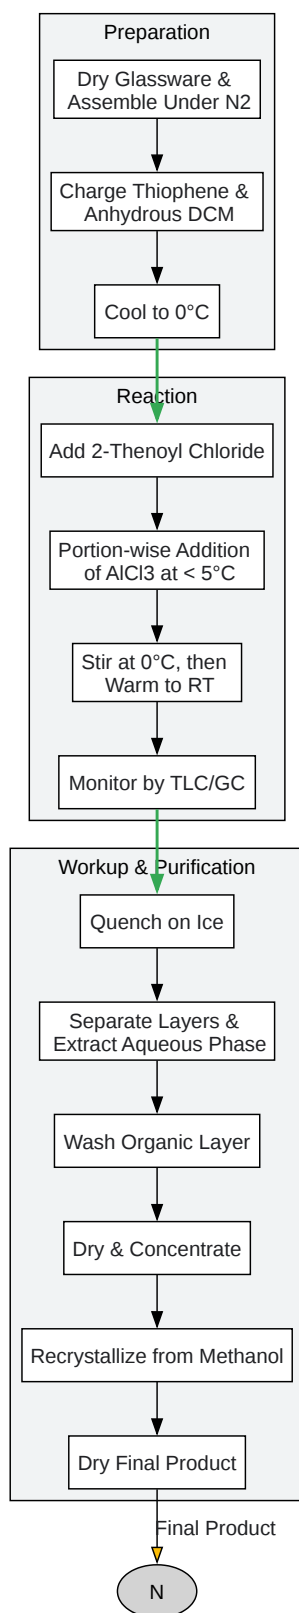 Preparation
Dry Glassware &
Assemble Under N2
Charge Thiophene &
Anhydrous DCM
Cool to 0°C
Reaction
Add 2-Thenoyl Chloride
Portion-wise Addition
of AlCl3 at < 5°C
Stir at 0°C, then
Warm to RT
Monitor by TLC/GC
Workup & Purification
Quench on Ice
Separate Layers &
Extract Aqueous Phase
Wash Organic Layer
Dry & Concentrate
Recrystallize from Methanol
Dry Final Product
Final Product
N